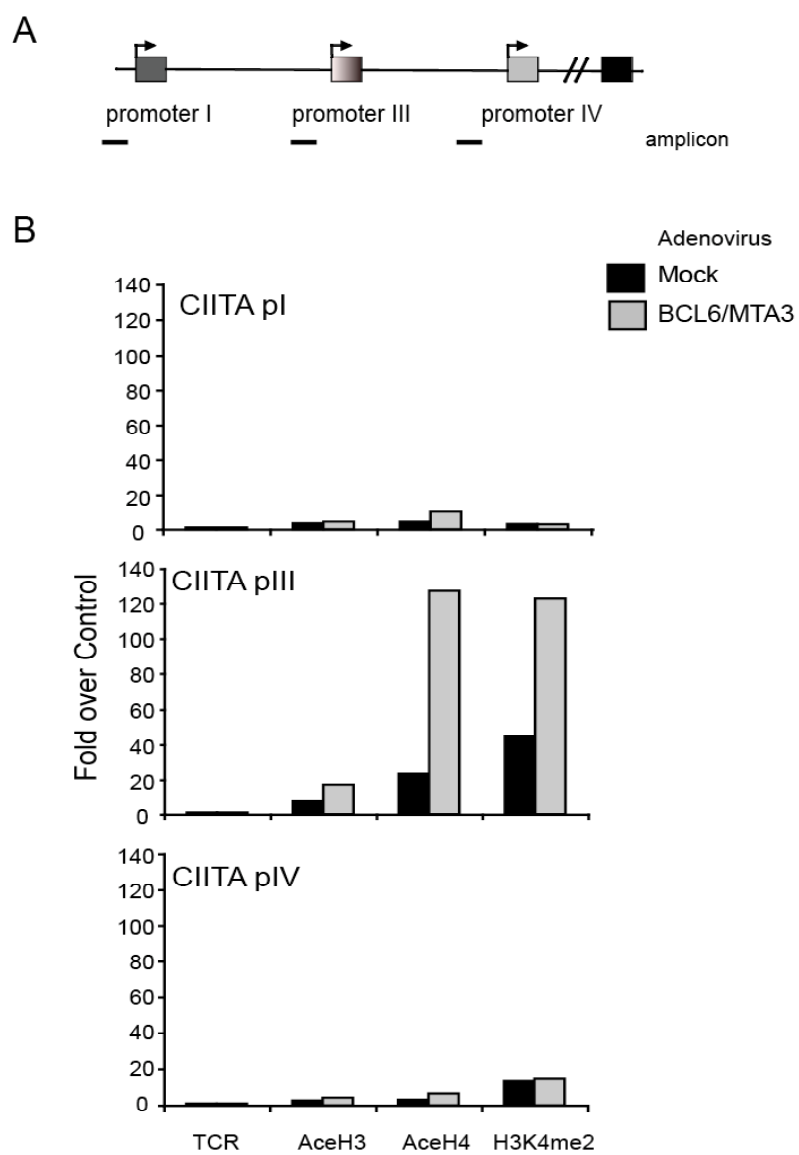 A
promoter I promoter III promoter IV
amplicon
B
Adenovirus
Mock
BCL6/MTA3
Fold over Control
CIITA pI
140
120
100
80
60
40
20
0
CIITA pIII
140
120
100
80
60
40
20
0
CIITA pIV
140
120
100
80
60
40
20
0
TCR AceH3 AceH4 H3K4me2